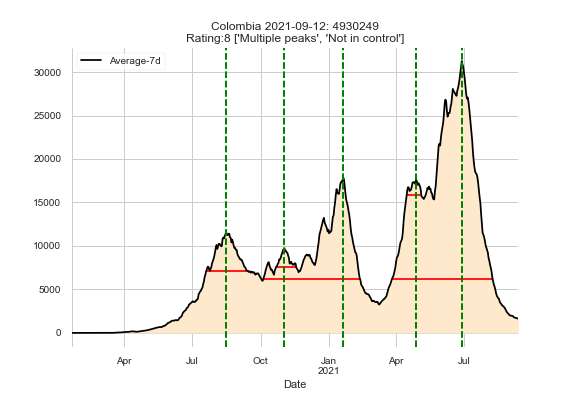 Colombia 2021-09-12: 4930249
Rating:8 ['Multiple peaks', 'Not in control']
Average-7d
30000
25000
20000
15000
10000
5000
0
Apr Jul Oct Jan Apr Jul
2021
Date